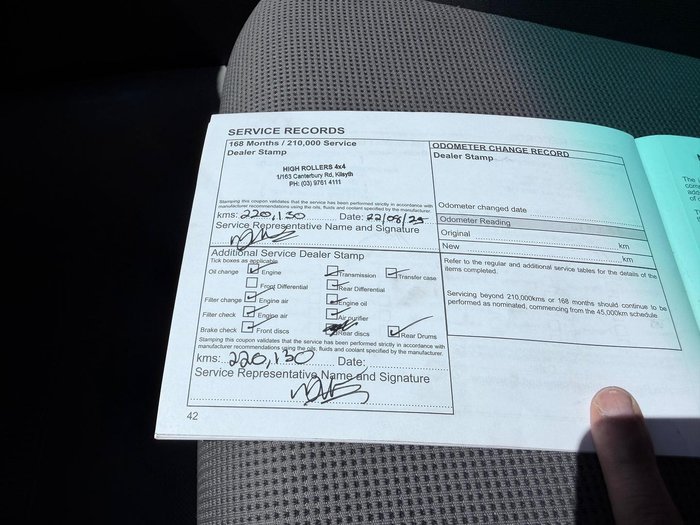 SERVICE RECORDS
168 Months / 210,000 Service
Dealer Stamp
HIGH ROLLERS 4x4
1/163 Canterbury Rd, Kilsyth
PH: (03) 9761 4111
Stamping this coupon validates that the service has been performed strictly in accordance with
manufacturer recommendations using the oils, fluids and coolant specified by the manufacturer.
kms: 220,130 Date: 22/08/25
Service Representative Name and Signature
Additional Service Dealer Stamp
Tick boxes as applicable
Oil change Engine Transmission Transfer case
Front Differential Rear Differential
Filter change Engine air Engine oil
Filter check Engine air Air purifier
Brake check Front discs Rear discs Rear Drums
Stamping this coupon validates that the service has been performed strictly in accordance with
manufacturer recommendations using the oils, fluids and coolant specified by the manufacturer.
kms: 220,130 Date:
Service Representative Name and Signature
42
ODOMETER CHANGE RECORD
Dealer Stamp
Odometer changed date
Odometer Reading
Original km
New km
Refer to the regular and additional service tables for the details of the
items completed.
Servicing beyond 210,000kms or 168 months should continue to be
performed as nominated, commencing from the 45,000km schedule